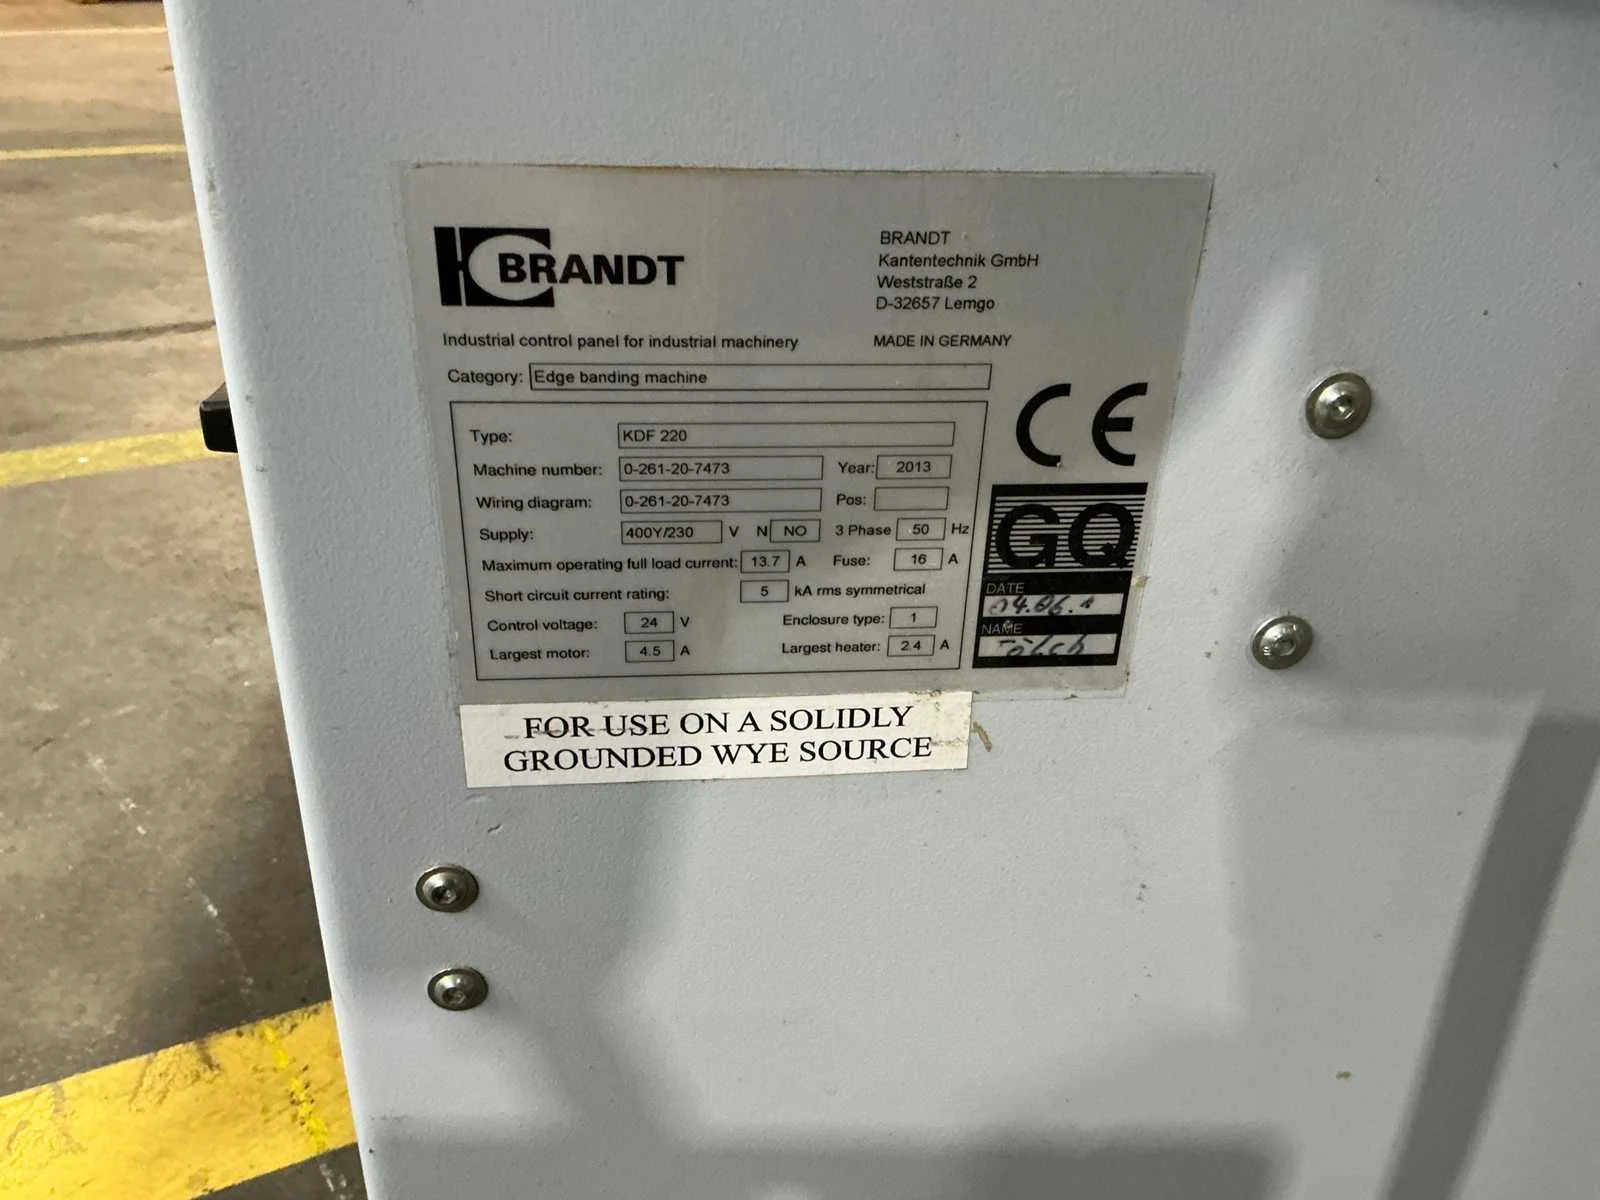 BRANDT
BRANDT
Kantentechnik GmbH
Weststraße 2
D-32657 Lemgo
Industrial control panel for industrial machinery
MADE IN GERMANY
Category: Edge banding machine
CE
Type: KDF 220
Machine number: 0-261-20-7473 Year: 2013
Wiring diagram: 0-261-20-7473 Pos:
Supply: 400Y/230 V N NO 3 Phase 50 Hz
Maximum operating full load current: 13.7 A Fuse: 16 A
Short circuit current rating: 5 kA rms symmetrical
Control voltage: 24 V Enclosure type: 1
Largest motor: 4.5 A Largest heater: 2.4 A
GQ
DATE
NAME
FOR USE ON A SOLIDLY
GROUNDED WYE SOURCE